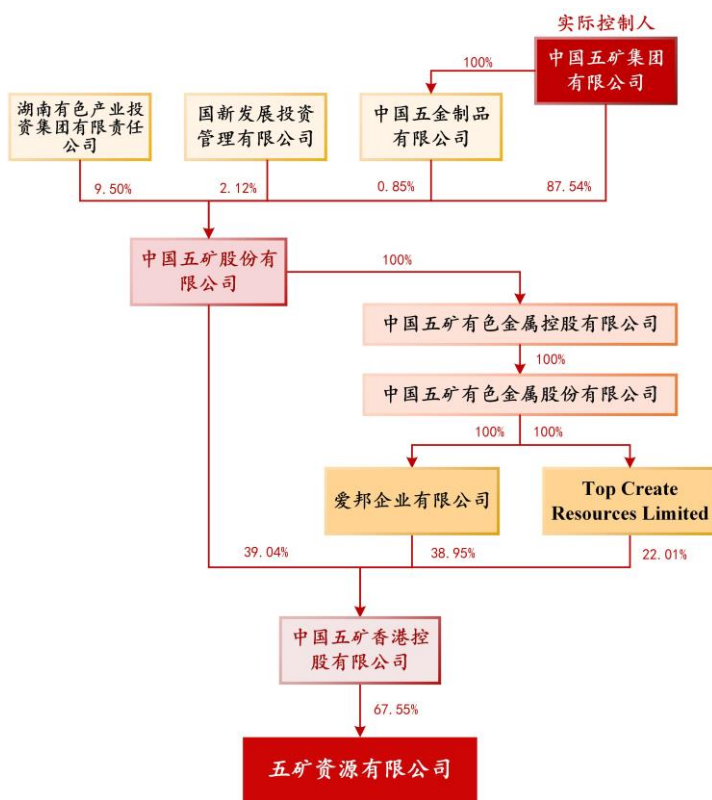 实际控制人
中国五矿集团
有限公司
100%
湖南有色产业投
资集团有限责任
公司
国新发展投资
管理有限公司
中国五金制品
有限公司
9.50%
2.12%
0.85%
87.54%
中国五矿股份有
限公司
100%
中国五矿有色金属控股有限公司
100%
中国五矿有色金属股份有限公司
100%
100%
爱邦企业有限公司
Top Create
Resources Limited
39.04%
38.95%
22.01%
中国五矿香港控
股有限公司
67.55%
五矿资源有限公司